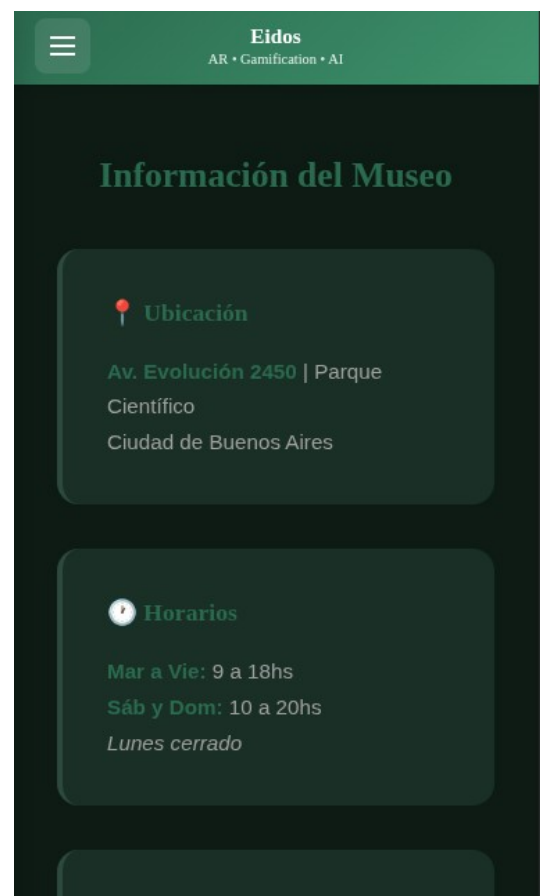 Eidos
AR • Gamification • AI
Información del Museo
📍 Ubicación
Av. Evolución 2450 | Parque
Científico
Ciudad de Buenos Aires
🕐 Horarios
Mar a Vie: 9 a 18hs
Sáb y Dom: 10 a 20hs
Lunes cerrado